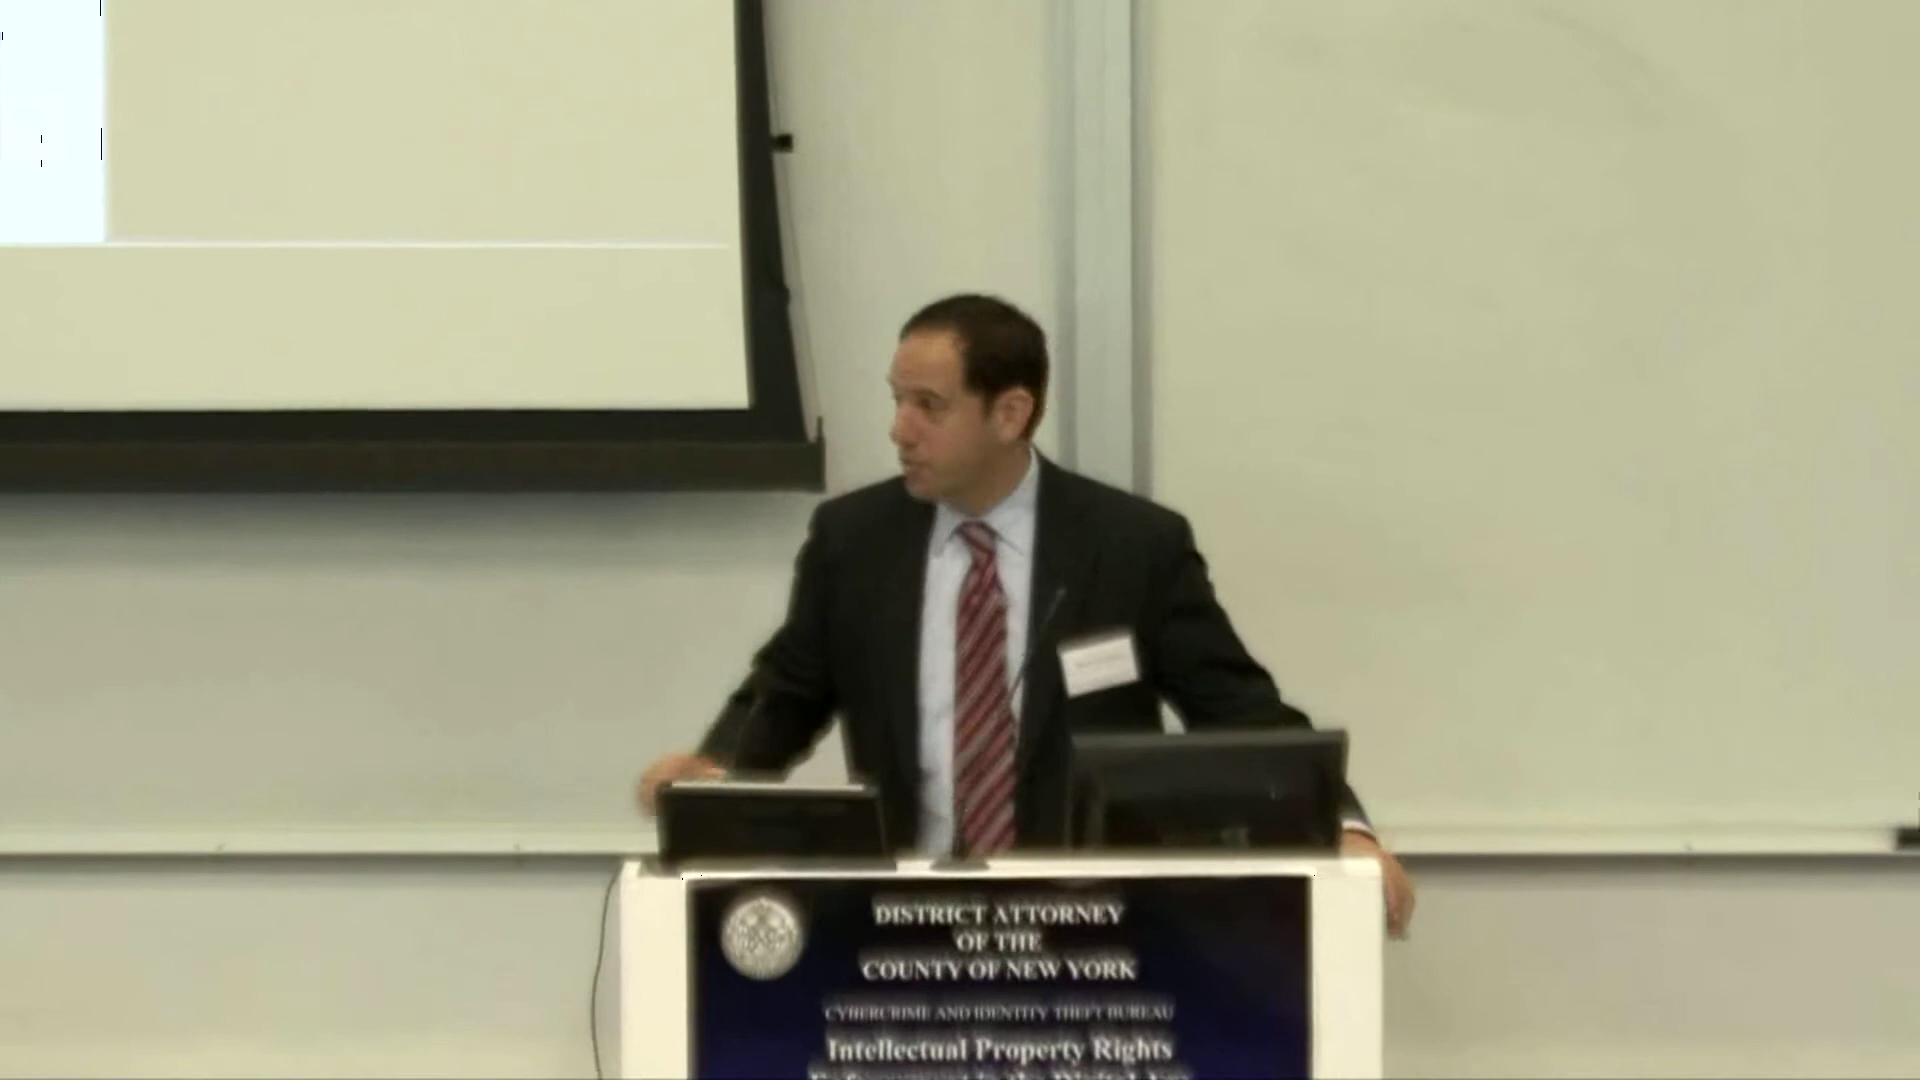 DISTRICT ATTORNEY
OF THE
COUNTY OF NEW YORK
CYBERCRIME AND IDENTITY THEFT BUREAU
Intellectual Property Rights